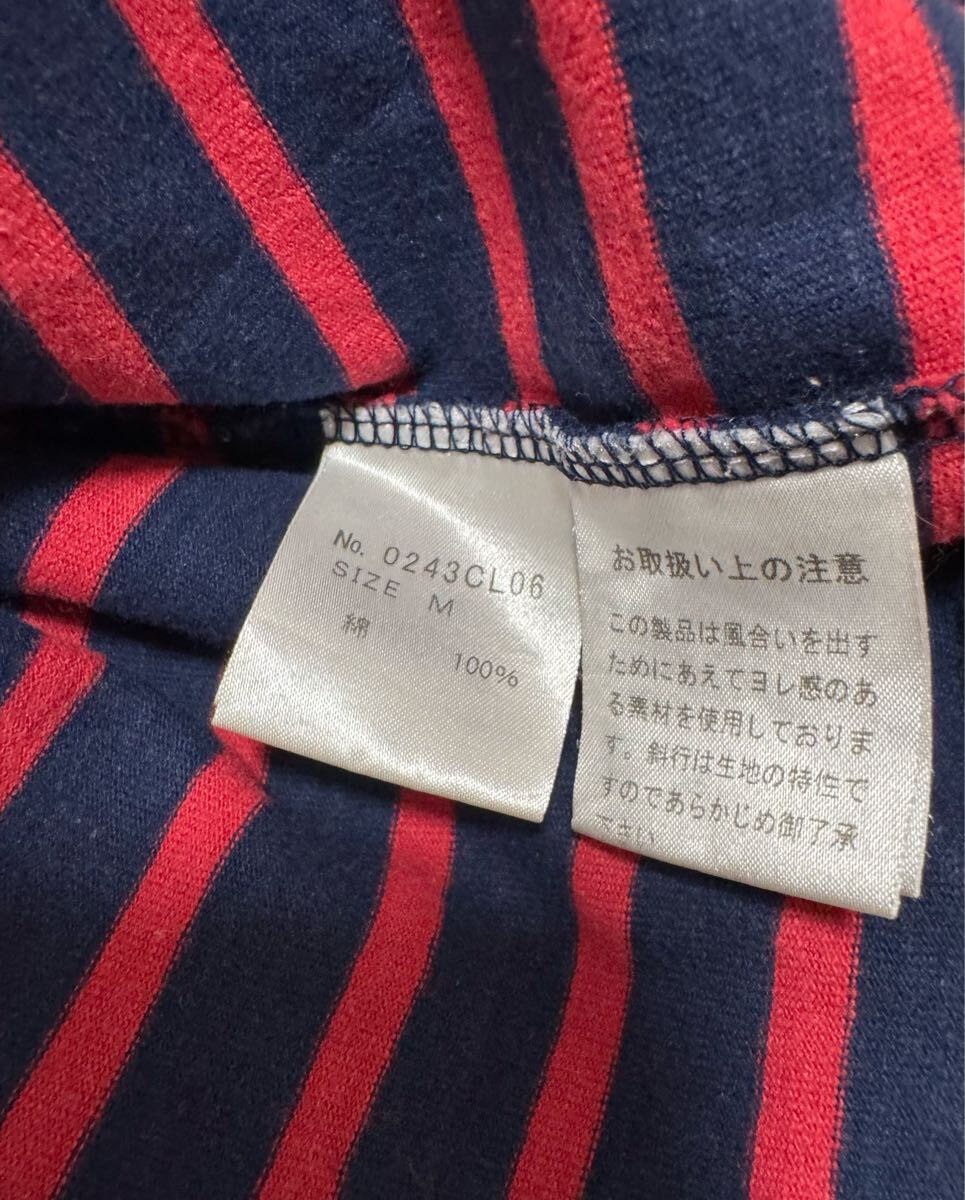 No. 0243CL06
SIZE M
綿
100%
お取扱い上の注意
この製品は風合いを出す
ためにあえてヨレ感のあ
る素材を使用しておりま
す。斜行は生地の特性で
すのであらかじめ御了承
下さい